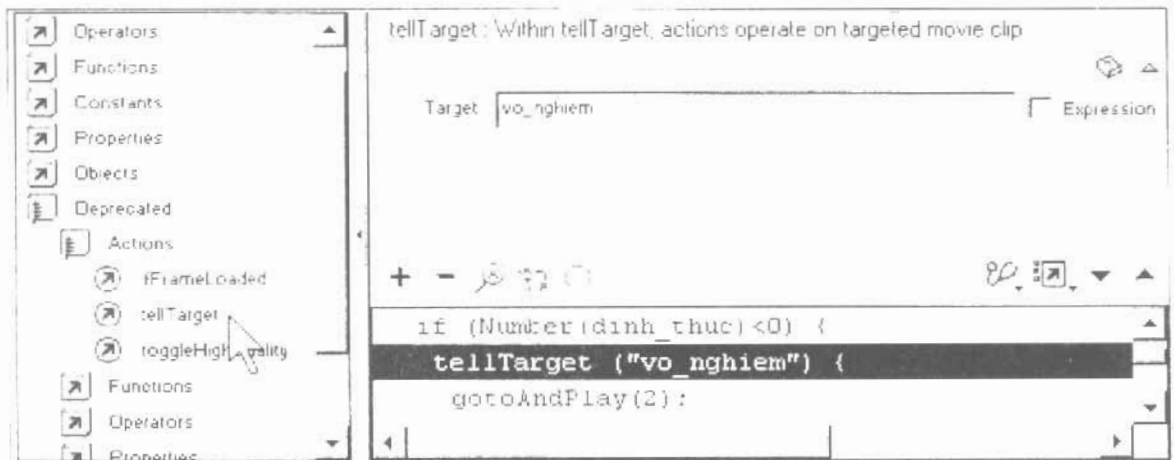 Operators
Functions
Constants
Properties
Objects
Deprecated
Actions
ifFrameLoaded
tellTarget
toggleHighQuality
Functions
Operators
Properties
tellTarget : Within tellTarget, actions operate on targeted movie clip
Target vo_nghiem Expression
if (Number(dinh_thuc)<0) {
tellTarget ("vo_nghiem") {
gotoAndPlay(2);